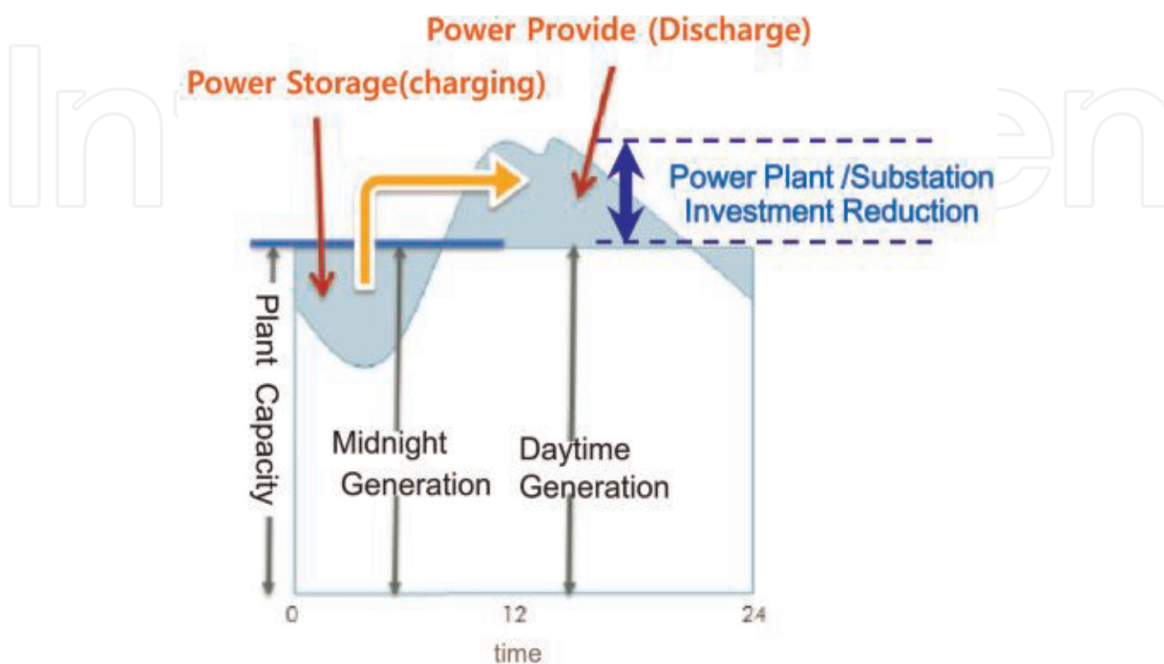 Power Provide (Discharge)
Power Storage(charging)
Power Plant /Substation
Investment Reduction
Plant Capacity
Midnight
Generation
Daytime
Generation
0
12
24
time